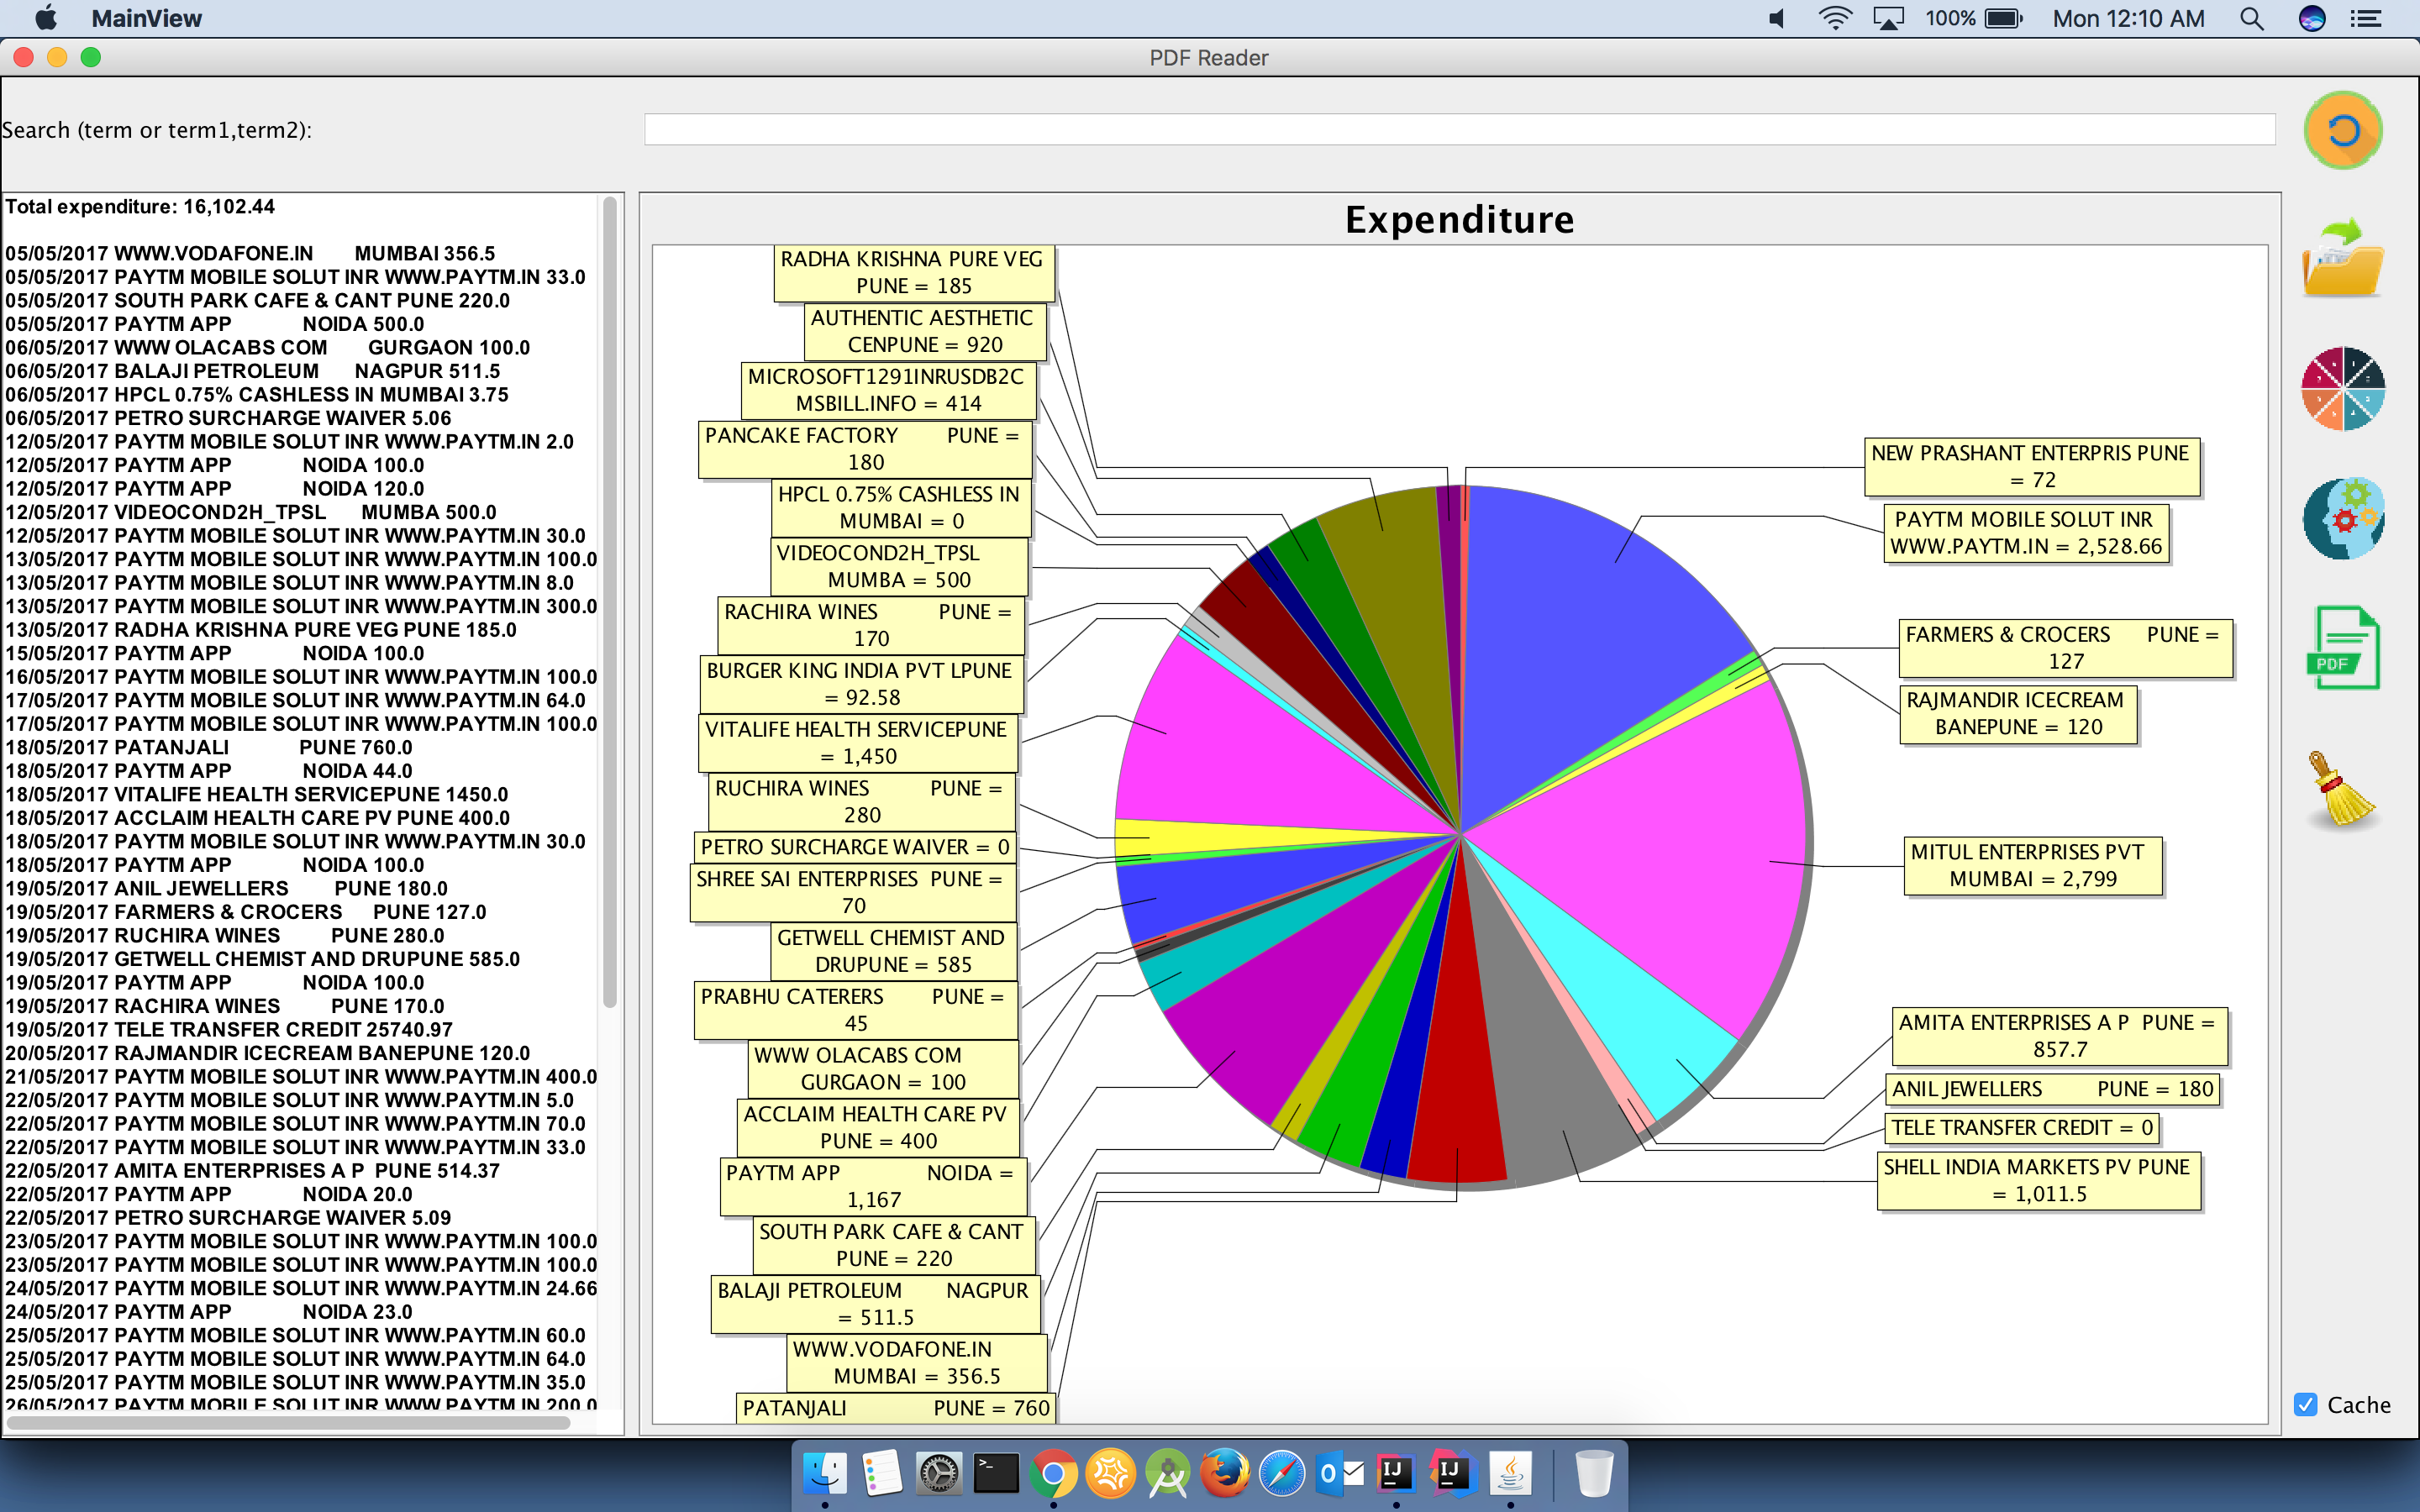 MainView
100%
Mon 12:10 AM
PDF Reader
Search (term or term1,term2):
Total expenditure: 16,102.44
05/05/2017 WWW.VODAFONE.IN MUMBAI 356.5
05/05/2017 PAYTM MOBILE SOLUT INR WWW.PAYTM.IN 33.0
05/05/2017 SOUTH PARK CAFE & CANT PUNE 220.0
05/05/2017 PAYTM APP NOIDA 500.0
06/05/2017 WWW OLACABS COM GURGAON 100.0
06/05/2017 BALAJI PETROLEUM NAGPUR 511.5
06/05/2017 HPCL 0.75% CASHLESS IN MUMBAI 3.75
06/05/2017 PETRO SURCHARGE WAIVER 5.06
12/05/2017 PAYTM MOBILE SOLUT INR WWW.PAYTM.IN 2.0
12/05/2017 PAYTM APP NOIDA 100.0
12/05/2017 PAYTM APP NOIDA 120.0
12/05/2017 VIDEOCOND2H_TPSL MUMBA 500.0
12/05/2017 PAYTM MOBILE SOLUT INR WWW.PAYTM.IN 30.0
13/05/2017 PAYTM MOBILE SOLUT INR WWW.PAYTM.IN 100.0
13/05/2017 PAYTM MOBILE SOLUT INR WWW.PAYTM.IN 8.0
13/05/2017 PAYTM MOBILE SOLUT INR WWW.PAYTM.IN 300.0
13/05/2017 RADHA KRISHNA PURE VEG PUNE 185.0
15/05/2017 PAYTM APP NOIDA 100.0
16/05/2017 PAYTM MOBILE SOLUT INR WWW.PAYTM.IN 100.0
17/05/2017 PAYTM MOBILE SOLUT INR WWW.PAYTM.IN 64.0
17/05/2017 PAYTM MOBILE SOLUT INR WWW.PAYTM.IN 100.0
18/05/2017 PATANJALI PUNE 760.0
18/05/2017 PAYTM APP NOIDA 44.0
18/05/2017 VITALIFE HEALTH SERVICEPUNE 1450.0
18/05/2017 ACCLAIM HEALTH CARE PV PUNE 400.0
18/05/2017 PAYTM MOBILE SOLUT INR WWW.PAYTM.IN 30.0
18/05/2017 PAYTM APP NOIDA 100.0
19/05/2017 ANIL JEWELLERS PUNE 180.0
19/05/2017 FARMERS & CROCERS PUNE 127.0
19/05/2017 RUCHIRA WINES PUNE 280.0
19/05/2017 GETWELL CHEMIST AND DRUPUNE 585.0
19/05/2017 PAYTM APP NOIDA 100.0
19/05/2017 RACHIRA WINES PUNE 170.0
19/05/2017 TELE TRANSFER CREDIT 25740.97
20/05/2017 RAJMANDIR ICECREAM BANEPUNE 120.0
21/05/2017 PAYTM MOBILE SOLUT INR WWW.PAYTM.IN 400.0
22/05/2017 PAYTM MOBILE SOLUT INR WWW.PAYTM.IN 5.0
22/05/2017 PAYTM MOBILE SOLUT INR WWW.PAYTM.IN 70.0
22/05/2017 PAYTM MOBILE SOLUT INR WWW.PAYTM.IN 33.0
22/05/2017 AMITA ENTERPRISES A P PUNE 514.37
22/05/2017 PAYTM APP NOIDA 20.0
22/05/2017 PETRO SURCHARGE WAIVER 5.09
23/05/2017 PAYTM MOBILE SOLUT INR WWW.PAYTM.IN 100.0
23/05/2017 PAYTM MOBILE SOLUT INR WWW.PAYTM.IN 100.0
24/05/2017 PAYTM MOBILE SOLUT INR WWW.PAYTM.IN 24.66
24/05/2017 PAYTM APP NOIDA 23.0
25/05/2017 PAYTM MOBILE SOLUT INR WWW.PAYTM.IN 60.0
25/05/2017 PAYTM MOBILE SOLUT INR WWW.PAYTM.IN 64.0
25/05/2017 PAYTM MOBILE SOLUT INR WWW.PAYTM.IN 35.0
26/05/2017 PAYTM MOBILE SOLUT INR WWW.PAYTM.IN 200.0
Expenditure
RADHA KRISHNA PURE VEG
PUNE = 185
AUTHENTIC AESTHETIC
CENPUNE = 920
MICROSOFT1291INRUSDB2C
MSBILL.INFO = 414
PANCAKE FACTORY PUNE =
180
HPCL 0.75% CASHLESS IN
MUMBAI = 0
VIDEOCOND2H_TPSL
MUMBA = 500
RACHIRA WINES PUNE =
170
BURGER KING INDIA PVT LPUNE
= 92.58
VITALIFE HEALTH SERVICEPUNE
= 1,450
RUCHIRA WINES PUNE =
280
PETRO SURCHARGE WAIVER = 0
SHREE SAI ENTERPRISES PUNE =
70
GETWELL CHEMIST AND
DRUPUNE = 585
PRABHU CATERERS PUNE =
45
WWW OLACABS COM
GURGAON = 100
ACCLAIM HEALTH CARE PV
PUNE = 400
PAYTM APP NOIDA =
1,167
SOUTH PARK CAFE & CANT
PUNE = 220
BALAJI PETROLEUM NAGPUR
= 511.5
WWW.VODAFONE.IN
MUMBAI = 356.5
PATANJALI PUNE = 760
NEW PRASHANT ENTERPRIS PUNE
= 72
PAYTM MOBILE SOLUT INR
WWW.PAYTM.IN = 2,528.66
FARMERS & CROCERS PUNE =
127
RAJMANDIR ICECREAM
BANEPUNE = 120
MITUL ENTERPRISES PVT
MUMBAI = 2,799
AMITA ENTERPRISES A P PUNE =
857.7
ANIL JEWELLERS PUNE = 180
TELE TRANSFER CREDIT = 0
SHELL INDIA MARKETS PV PUNE
= 1,011.5
PDF
Cache
>_
O
IJ
IJ